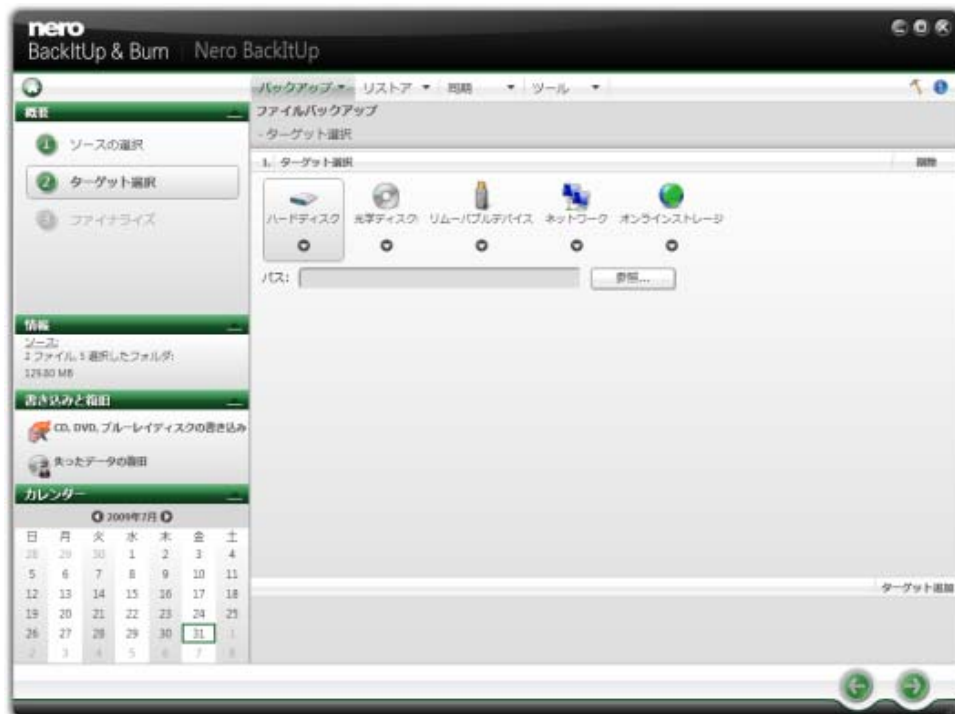 nero
BackItUp & Burn Nero BackItUp
バックアップ リストア 同期 ツール
概要
ファイルバックアップ
- ターゲット選択
1 ソースの選択
2 ターゲット選択
3 ファイナライズ
1. ターゲット選択 削除
ハードディスク 光学ディスク リムーバブルデバイス ネットワーク オンラインストレージ
パス: 参照...
情報
ソース:
2 ファイル, 5 選択したフォルダ:
129.80 MB
書き込みと復旧
CD, DVD, ブルーレイディスクの書き込み
失ったデータの復旧
カレンダー
2009年7月
日 月 火 水 木 金 土
28 29 30 1 2 3 4
5 6 7 8 9 10 11
12 13 14 15 16 17 18
19 20 21 22 23 24 25
26 27 28 29 30 31 1
2 3 4 5 6 7 8
ターゲット追加